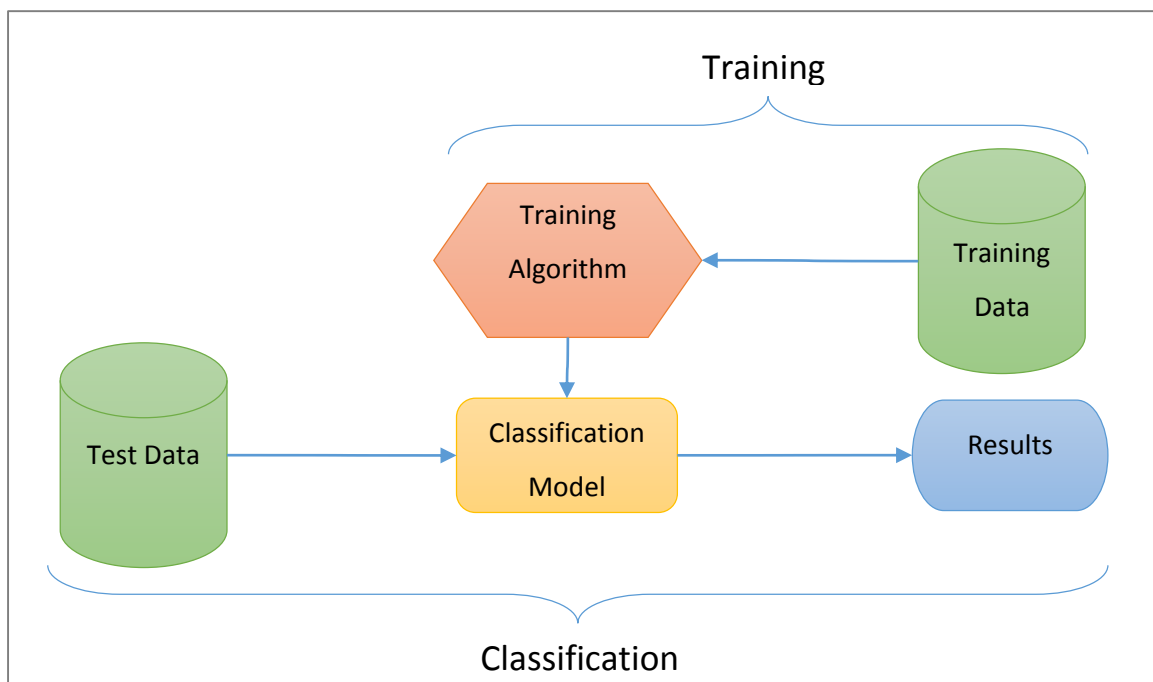 Training
Training
Algorithm
Training
Data
Test Data
Classification
Model
Results
Classification